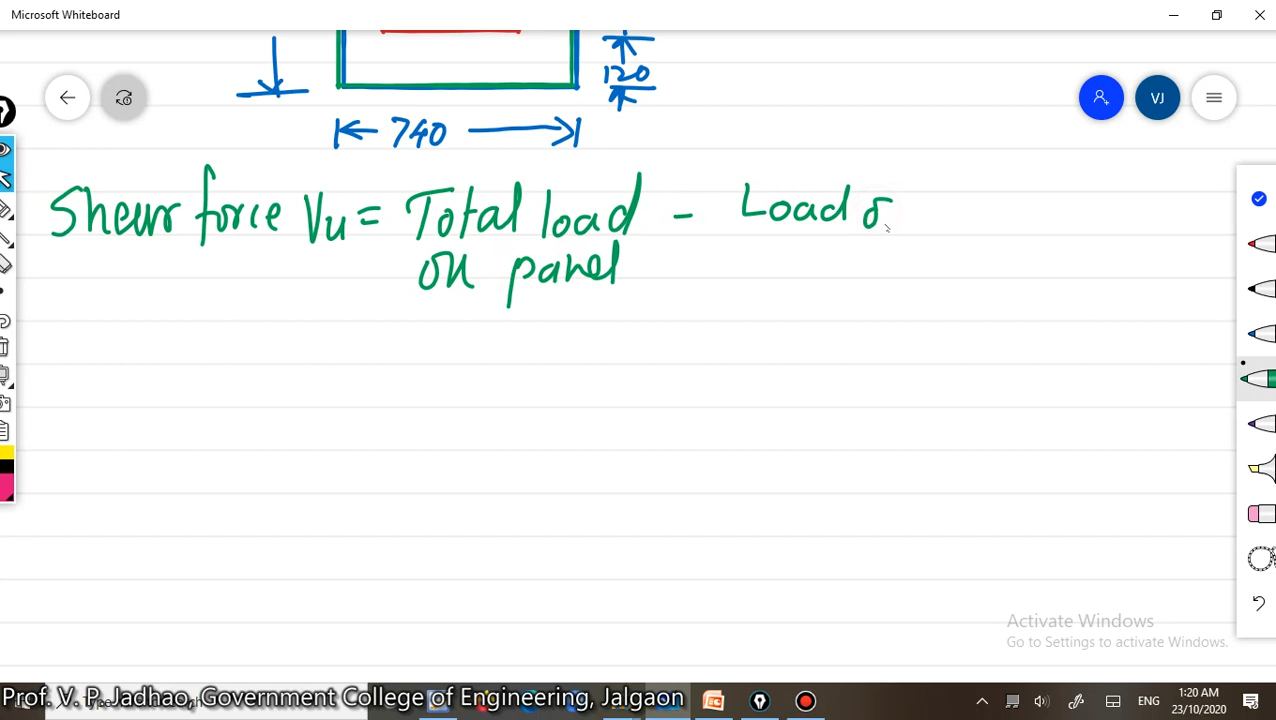 Microsoft Whiteboard
120
740
VJ
Shear force Vu = Total load - Load
on panel
Activate Windows
Go to Settings to activate Windows.
Prof. V. P. Jadhao, Government College of Engineering, Jalgaon
ENG
1:20 AM
23/10/2020